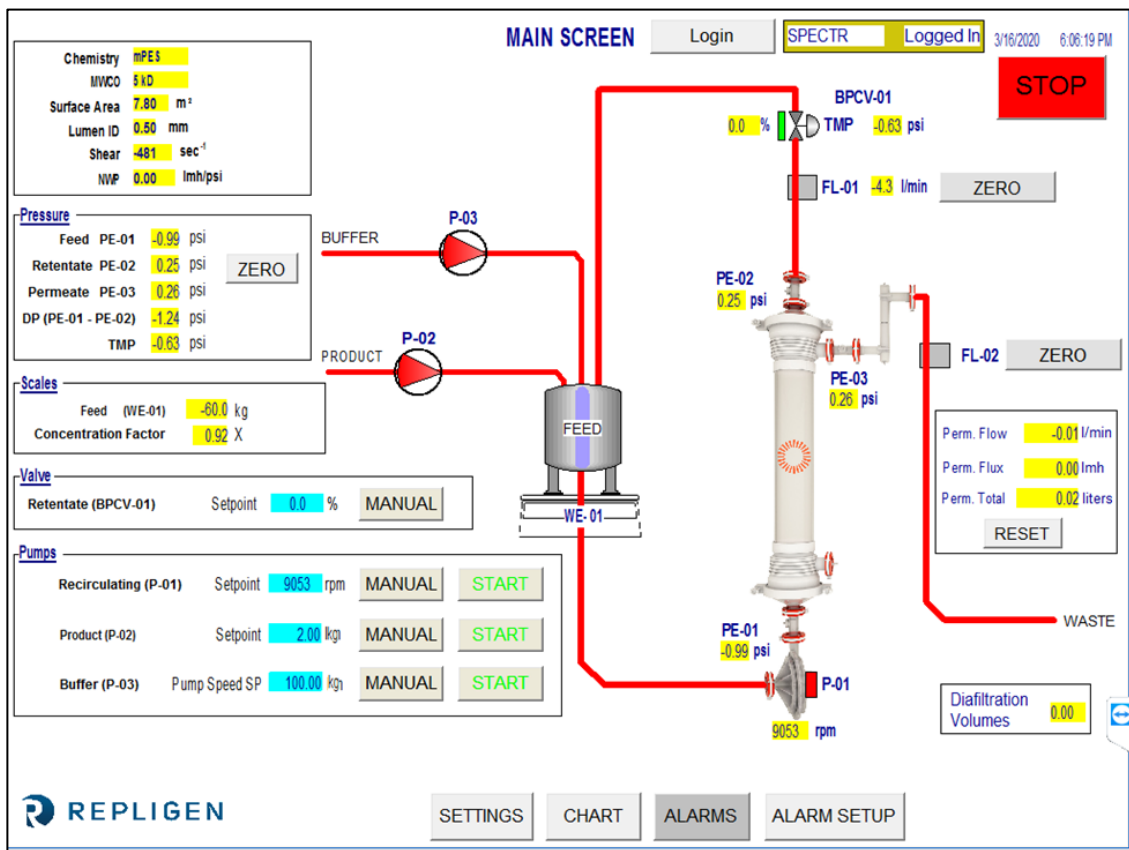 MAIN SCREEN
Login
SPECTR Logged In
3/16/2020 6:06:19 PM
STOP
Chemistry mPES
MWCO 5 kD
Surface Area 7.80 m²
Lumen ID 0.50 mm
Shear -481 sec⁻¹
NWP 0.00 lmh/psi
Pressure
Feed PE-01 -0.99 psi
Retentate PE-02 0.25 psi
Permeate PE-03 0.26 psi
DP (PE-01 - PE-02) -1.24 psi
TMP -0.63 psi
ZERO
Scales
Feed (WE-01) -60.0 kg
Concentration Factor 0.92 X
Valve
Retentate (BPCV-01) Setpoint 0.0 % MANUAL
Pumps
Recirculating (P-01) Setpoint 9053 rpm MANUAL START
Product (P-02) Setpoint 2.00 MANUAL START
Buffer (P-03) Pump Speed SP 100.00 MANUAL START
BUFFER
P-03
PRODUCT
P-02
FEED
WE-01
BPCV-01
0.0 % TMP -0.63 psi
FL-01 -4.3 l/min ZERO
PE-02
0.25 psi
PE-03
0.26 psi
FL-02 ZERO
Perm. Flow -0.01 l/min
Perm. Flux 0.00 lmh
Perm. Total 0.02 liters
RESET
WASTE
PE-01
-0.99 psi
P-01
9053 rpm
Diafiltration
Volumes 0.00
REPLIGEN
SETTINGS
CHART
ALARMS
ALARM SETUP